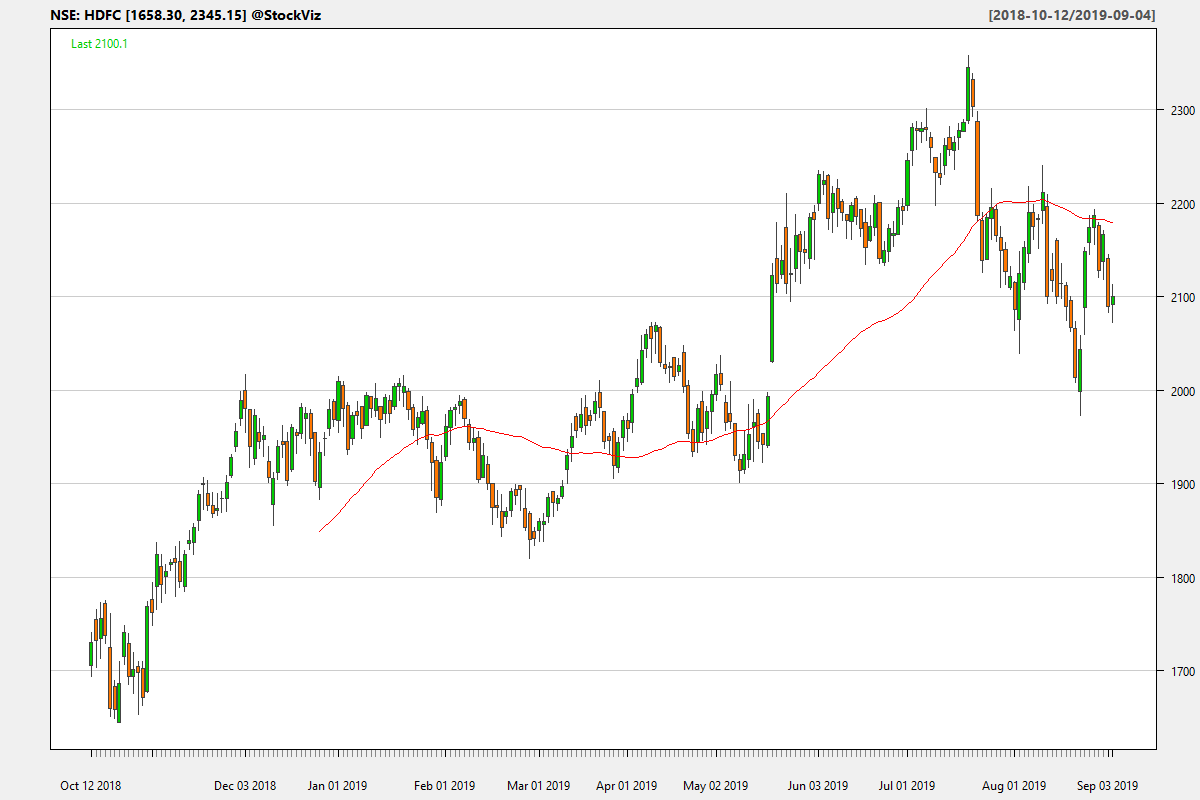 NSE: HDFC [1658.30, 2345.15] @StockViz [2018-10-12/2019-09-04]
Last 2100.1
2300
2200
2100
2000
1900
1800
1700
Oct 12 2018 Dec 03 2018 Jan 01 2019 Feb 01 2019 Mar 01 2019 Apr 01 2019 May 02 2019 Jun 03 2019 Jul 01 2019 Aug 01 2019 Sep 03 2019